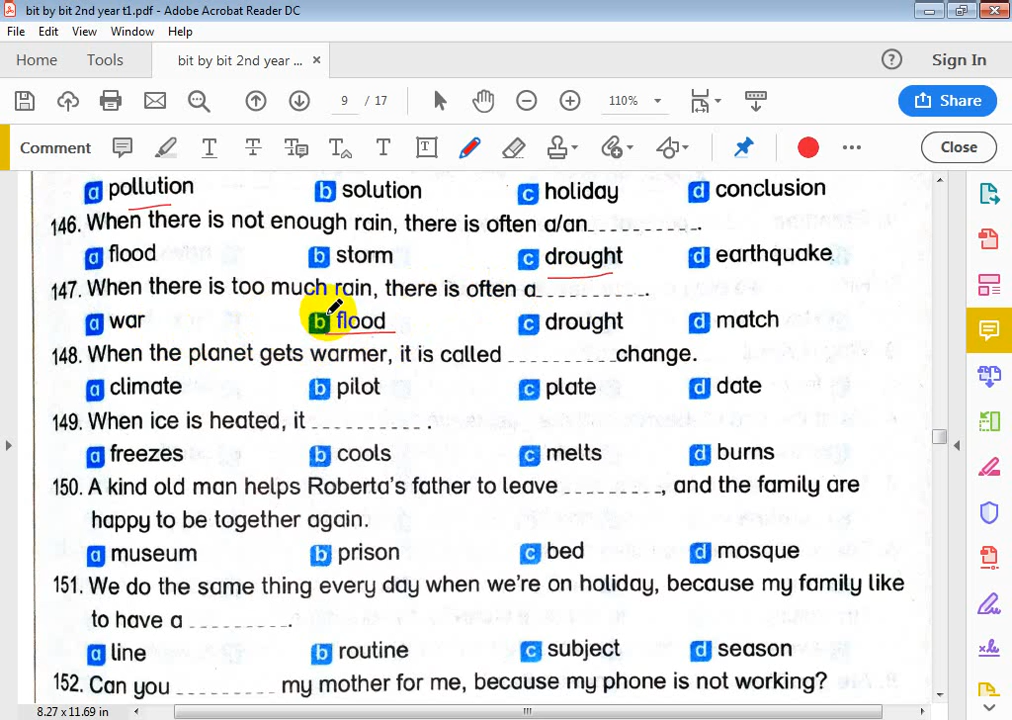 bit by bit 2nd year t1.pdf - Adobe Acrobat Reader DC
File Edit View Window Help
Home Tools bit by bit 2nd year ... × ? Sign In
9 / 17 110% Share
Comment T T T T T Close
a pollution b solution c holiday d conclusion
146. When there is not enough rain, there is often a/an_ _ _ _ _ _ _ _ _.
a flood b storm c drought d earthquake
147. When there is too much rain, there is often a_ _ _ _ _ _ _ _ _.
a war b flood c drought d match
148. When the planet gets warmer, it is called _ _ _ _ _ _ _ _ _change.
a climate b pilot c plate d date
149. When ice is heated, it _ _ _ _ _ _ _ _ _ _.
a freezes b cools c melts d burns
150. A kind old man helps Roberta's father to leave _ _ _ _ _ _ _ _, and the family are
happy to be together again.
a museum b prison c bed d mosque
151. We do the same thing every day when we're on holiday, because my family like
to have a _ _ _ _ _ _ _ _ _.
a line b routine c subject d season
152. Can you _ _ _ _ _ _ _ _ my mother for me, because my phone is not working?
8.27 x 11.69 in